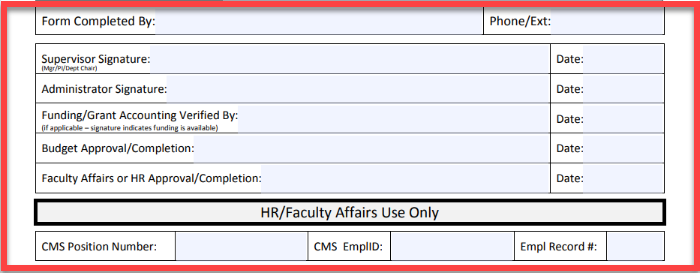 Form Completed By: Phone/Ext:
Supervisor Signature: Date:
(Mgr/PI/Dept Chair)
Administrator Signature: Date:
Funding/Grant Accounting Verified By: Date:
(if applicable – signature indicates funding is available)
Budget Approval/Completion: Date:
Faculty Affairs or HR Approval/Completion: Date:
HR/Faculty Affairs Use Only
CMS Position Number: CMS EmplID: Empl Record #: